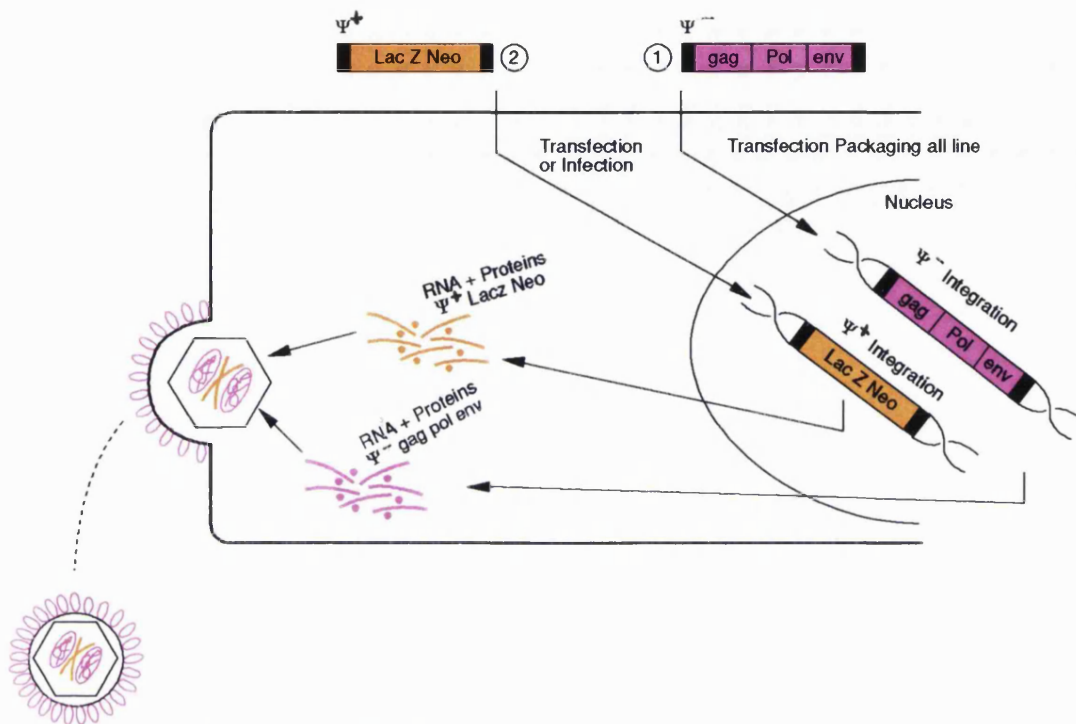 Ψ+
Lac Z Neo
2
Ψ−
1
gag Pol env
Transfection
or Infection
Transfection Packaging all line
Nucleus
Ψ− Integration
gag Pol env
Ψ+ Integration
Lac Z Neo
RNA + Proteins
Ψ+ Lacz Neo
RNA + Proteins
Ψ− gag pol env